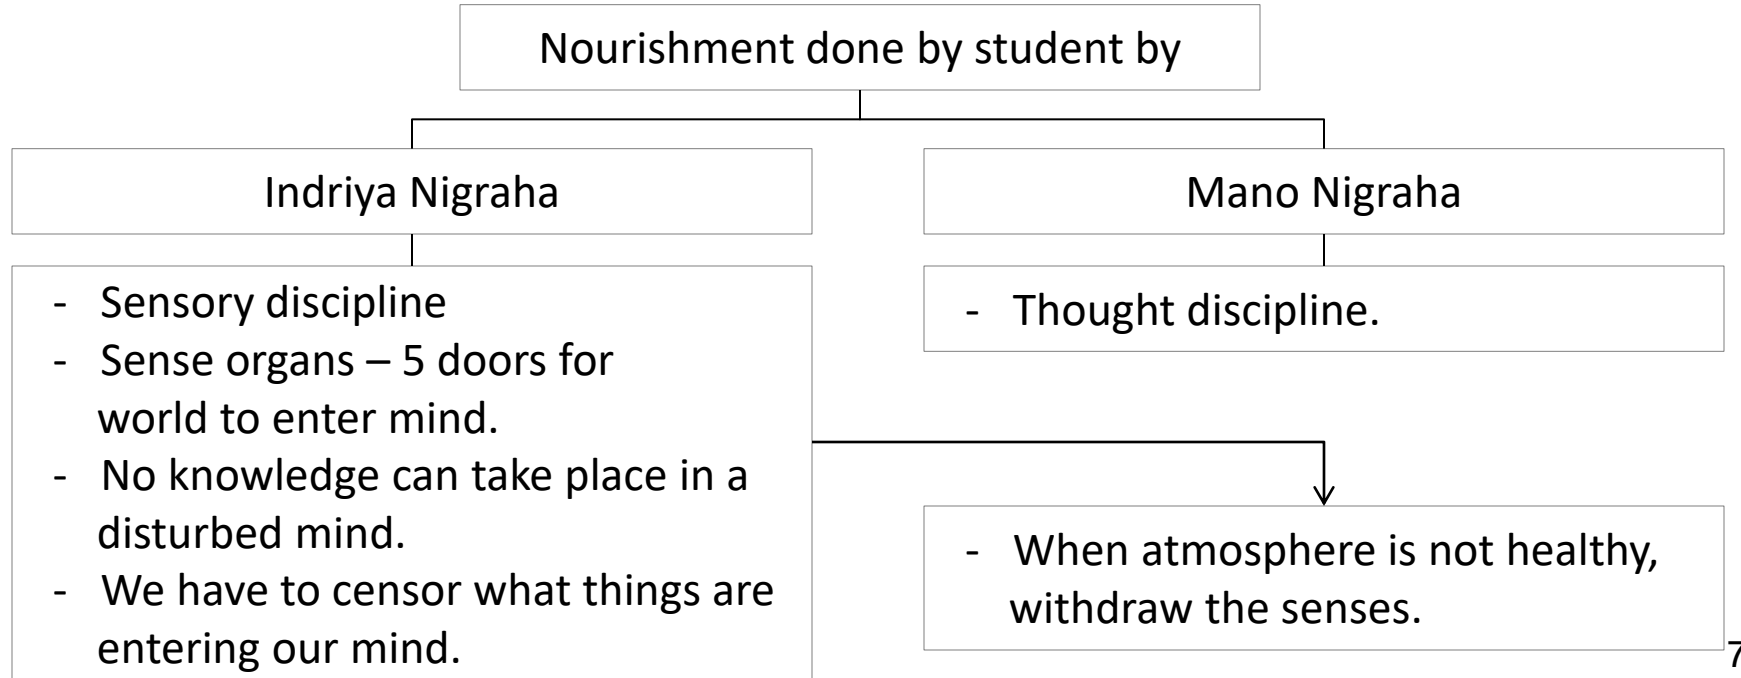 Nourishment done by student by
Indriya Nigraha
Mano Nigraha
- Sensory discipline
- Sense organs – 5 doors for
world to enter mind.
- No knowledge can take place in a
disturbed mind.
- We have to censor what things are
entering our mind.
- Thought discipline.
- When atmosphere is not healthy,
withdraw the senses.
7